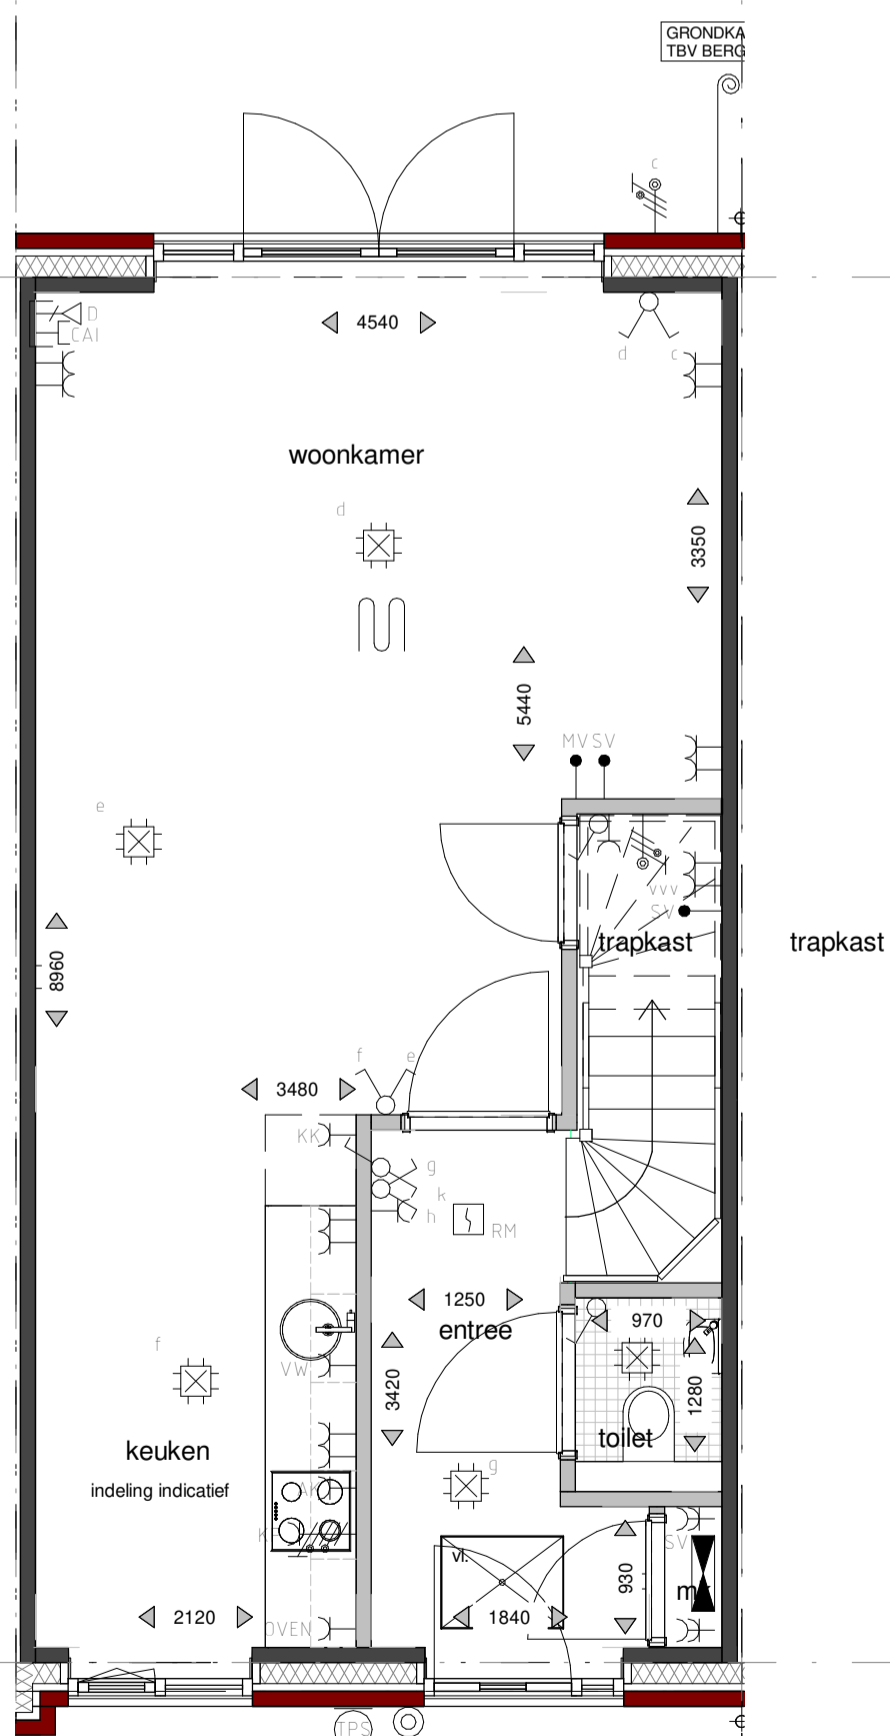 GRONDKA
TBV BERG
c
D
CAI
4540
d
c
woonkamer
d
3350
5440
MV SV
e
vvv
SV
trapkast
trapkast
8960
f
e
3480
KK
g
k
h
RM
1250
entree
970
VW
3420
1280
f
toilet
keuken
g
indeling indicatief
AK
SV
vl.
930
1840
2120
OVEN
TPS